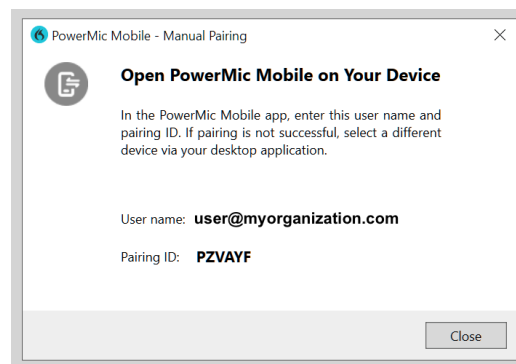 PowerMic Mobile - Manual Pairing
Open PowerMic Mobile on Your Device
In the PowerMic Mobile app, enter this user name and
pairing ID. If pairing is not successful, select a different
device via your desktop application.
User name: user@myorganization.com
Pairing ID: PZVAYF
Close